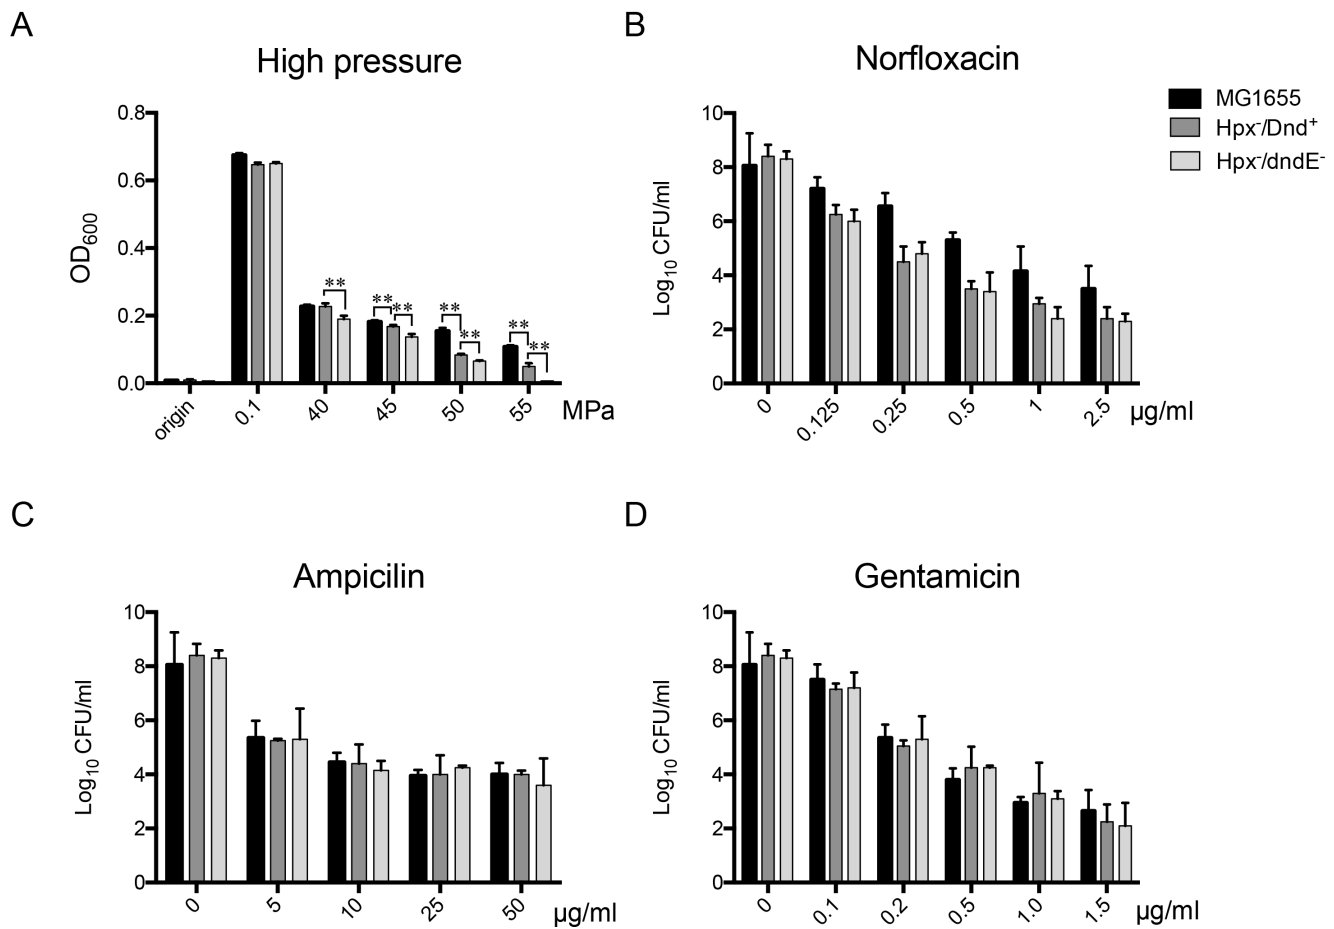 A
High pressure
OD600
0.8
0.6
0.4
0.2
0.0
** ** ** ** ** ** **
origin 0.1 40 45 50 55 MPa
B
Norfloxacin
Log10 CFU/ml
10
8
6
4
2
0
0 0.125 0.25 0.5 1 2.5 µg/ml
MG1655
Hpx-/Dnd+
Hpx-/dndE-
C
Ampicilin
Log10 CFU/ml
10
8
6
4
2
0
0 5 10 25 50 µg/ml
D
Gentamicin
Log10 CFU/ml
10
8
6
4
2
0
0 0.1 0.2 0.5 1.0 1.5 µg/ml